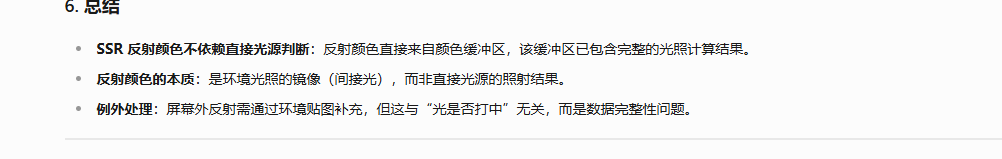 6. 总结
SSR 反射颜色不依赖直接光源判断：反射颜色直接来自颜色缓冲区，该缓冲区已包含完整的光照计算结果。
反射颜色的本质：是环境光照的镜像（间接光），而非直接光源的照射结果。
例外处理：屏幕外反射需通过环境贴图补充，但这与“光是否打中”无关，而是数据完整性问题。